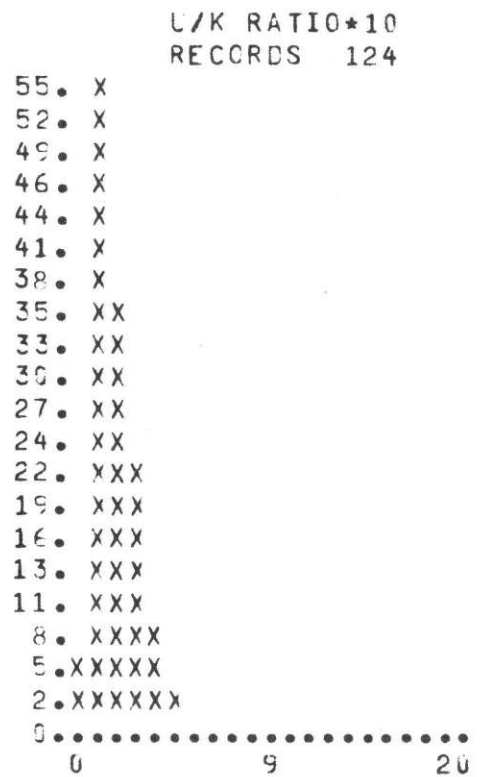 U/K RATIO*10
RECORDS 124
55. X
52. X
49. X
46. X
44. X
41. X
38. X
35. XX
33. XX
30. XX
27. XX
24. XX
22. XXX
19. XXX
16. XXX
13. XXX
11. XXX
8. XXXX
5.XXXXX
2.XXXXXX
0......................
0 9 20